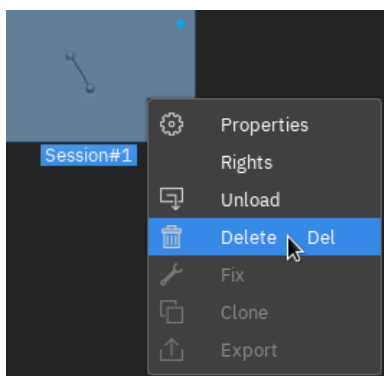 Session#1
Properties
Rights
Unload
Delete Del
Fix
Clone
Export